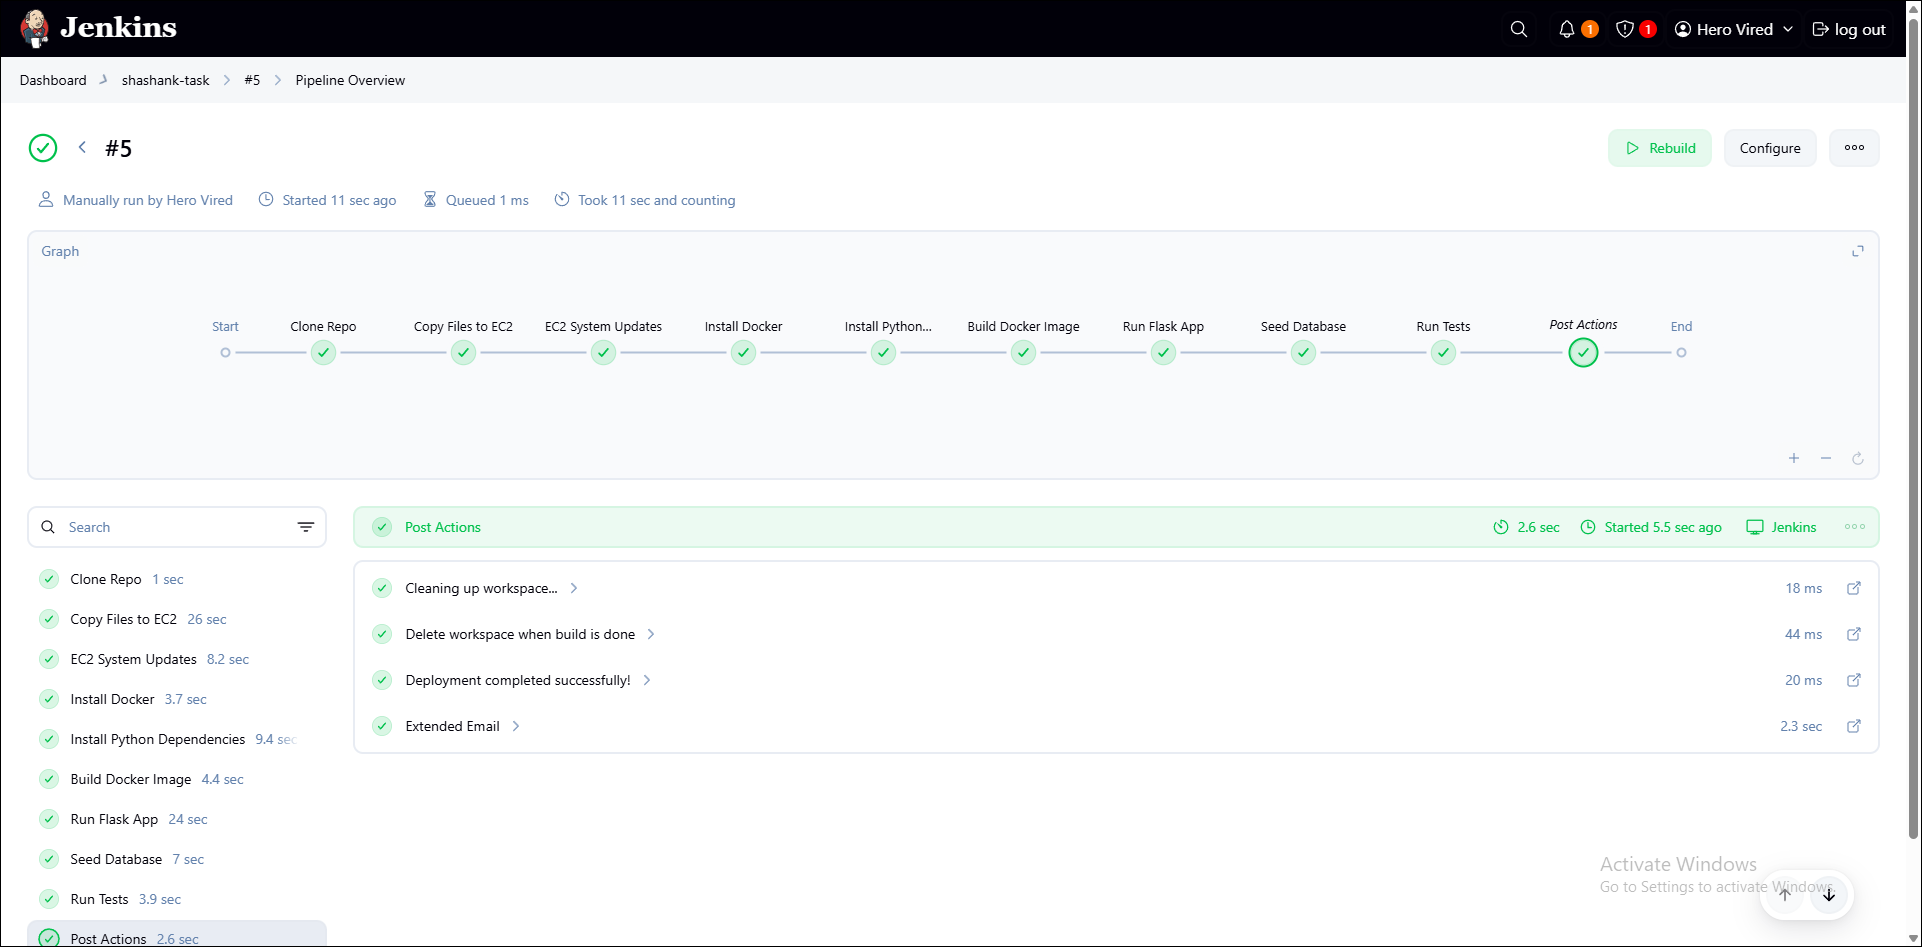 Jenkins
1
1
Hero Vired
log out
Dashboard
shashank-task
#5
Pipeline Overview
#5
Rebuild
Configure
Manually run by Hero Vired
Started 11 sec ago
Queued 1 ms
Took 11 sec and counting
Graph
Start
Clone Repo
Copy Files to EC2
EC2 System Updates
Install Docker
Install Python...
Build Docker Image
Run Flask App
Seed Database
Run Tests
Post Actions
End
Search
Clone Repo 1 sec
Copy Files to EC2 26 sec
EC2 System Updates 8.2 sec
Install Docker 3.7 sec
Install Python Dependencies 9.4 sec
Build Docker Image 4.4 sec
Run Flask App 24 sec
Seed Database 7 sec
Run Tests 3.9 sec
Post Actions 2.6 sec
Post Actions
2.6 sec
Started 5.5 sec ago
Jenkins
Cleaning up workspace... 18 ms
Delete workspace when build is done 44 ms
Deployment completed successfully! 20 ms
Extended Email 2.3 sec
Activate Windows
Go to Settings to activate Windows.